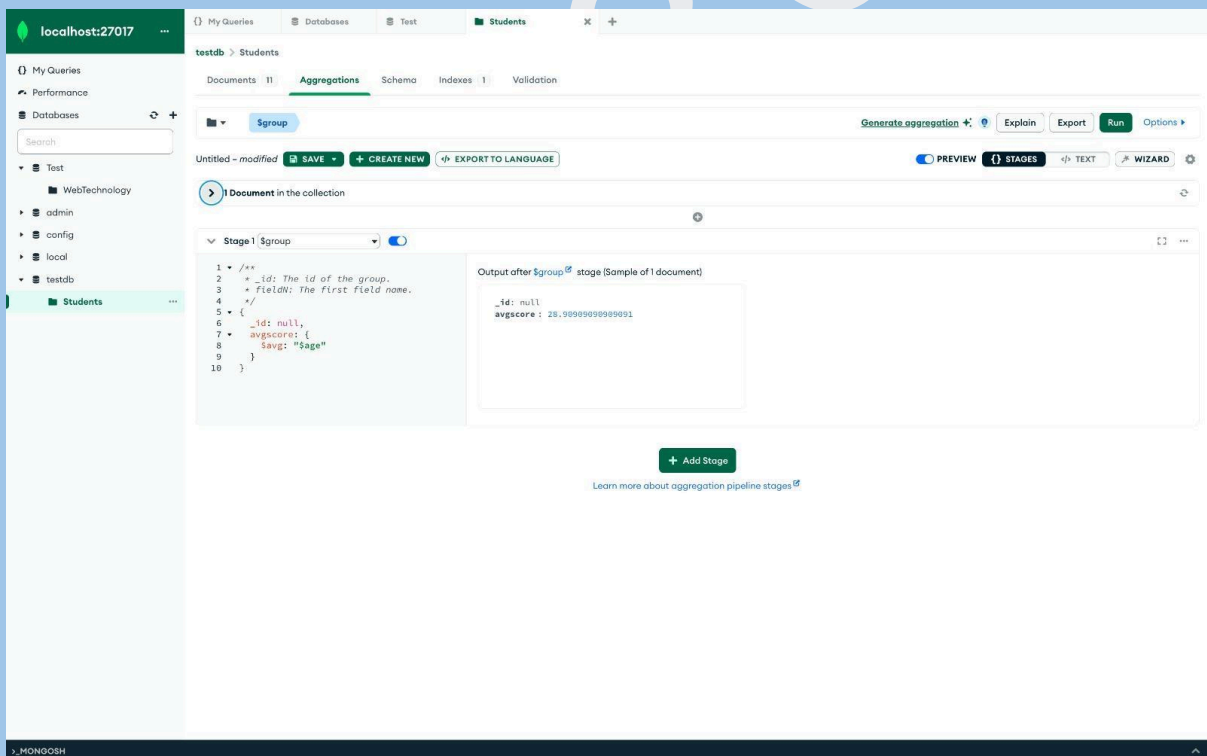 localhost:27017 ...
{} My Queries
Performance
Databases
Search
Test
WebTechnology
admin
config
local
testdb
Students ...
{} My Queries Databases Test Students
testdb > Students
Documents 11 Aggregations Schema Indexes 1 Validation
$group
Generate aggregation Explain Export Run Options
Untitled – modified SAVE + CREATE NEW </> EXPORT TO LANGUAGE
PREVIEW {} STAGES </> TEXT WIZARD
1 Document in the collection
Stage 1 $group
1 /**
2 * _id: The id of the group.
3 * fieldN: The first field name.
4 */
5 {
6 _id: null,
7 avgscore: {
8 $avg: "$age"
9 }
10 }
Output after $group stage (Sample of 1 document)
_id: null
avgscore : 28.90909090909091
+ Add Stage
Learn more about aggregation pipeline stages
>_MONGOSH